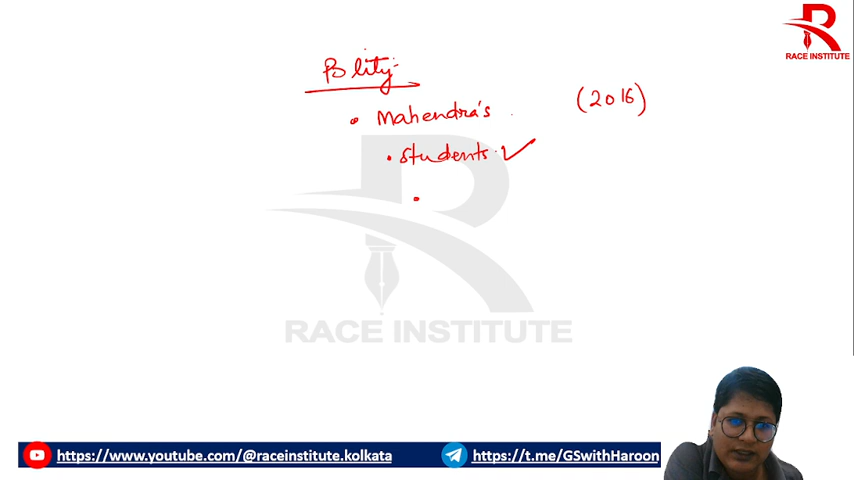 RACE INSTITUTE
Polity:-
(2016)
• Mahendra's
• Students ✓
•
RACE INSTITUTE
https://www.youtube.com/@raceinstitute.kolkata
https://t.me/GSwithHaroon